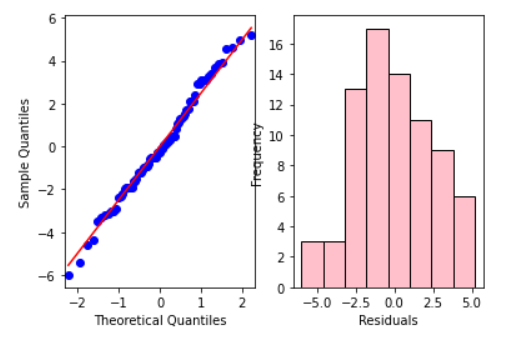 6
4
2
0
−2
−4
−6
Sample Quantiles
−2 −1 0 1 2
Theoretical Quantiles
16
14
12
10
8
6
4
2
0
Frequency
−5.0 −2.5 0.0 2.5 5.0
Residuals